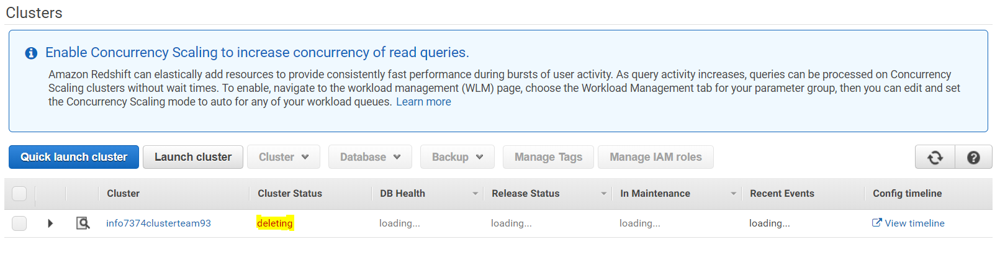 Clusters
Enable Concurrency Scaling to increase concurrency of read queries.
Amazon Redshift can elastically add resources to provide consistently fast performance during bursts of user activity. As query activity increases, queries can be processed on Concurrency
Scaling clusters without wait times. To enable, navigate to the workload management (WLM) page, choose the Workload Management tab for your parameter group, then you can edit and set
the Concurrency Scaling mode to auto for any of your workload queues. Learn more
Quick launch cluster Launch cluster Cluster Database Backup Manage Tags Manage IAM roles
Cluster Cluster Status DB Health Release Status In Maintenance Recent Events Config timeline
info7374clusterteam93 deleting loading... loading... loading... loading... View timeline